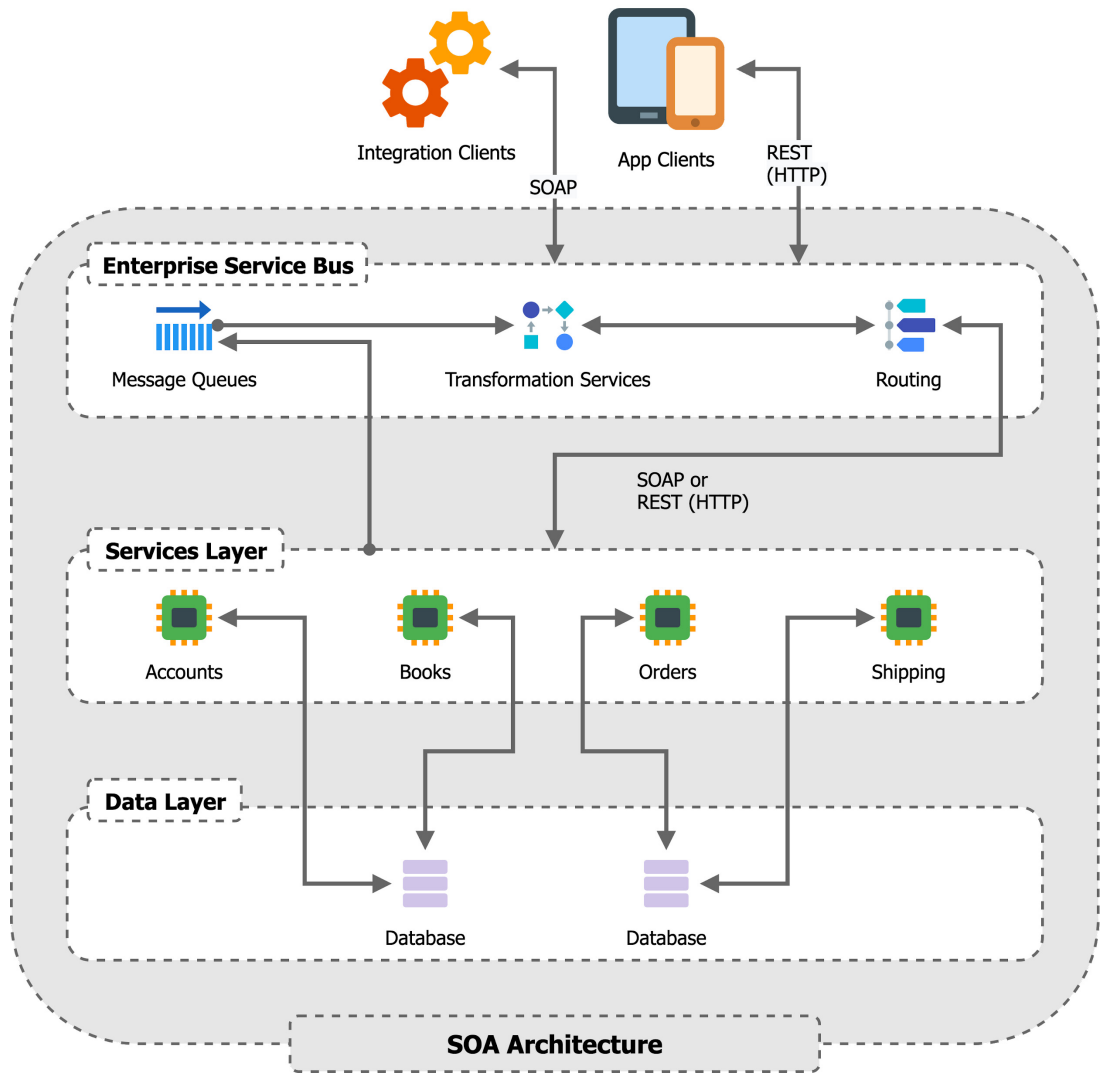 Integration Clients
App Clients
REST
(HTTP)
SOAP
Enterprise Service Bus
Message Queues
Transformation Services
Routing
SOAP or
REST (HTTP)
Services Layer
Accounts
Books
Orders
Shipping
Data Layer
Database
Database
SOA Architecture